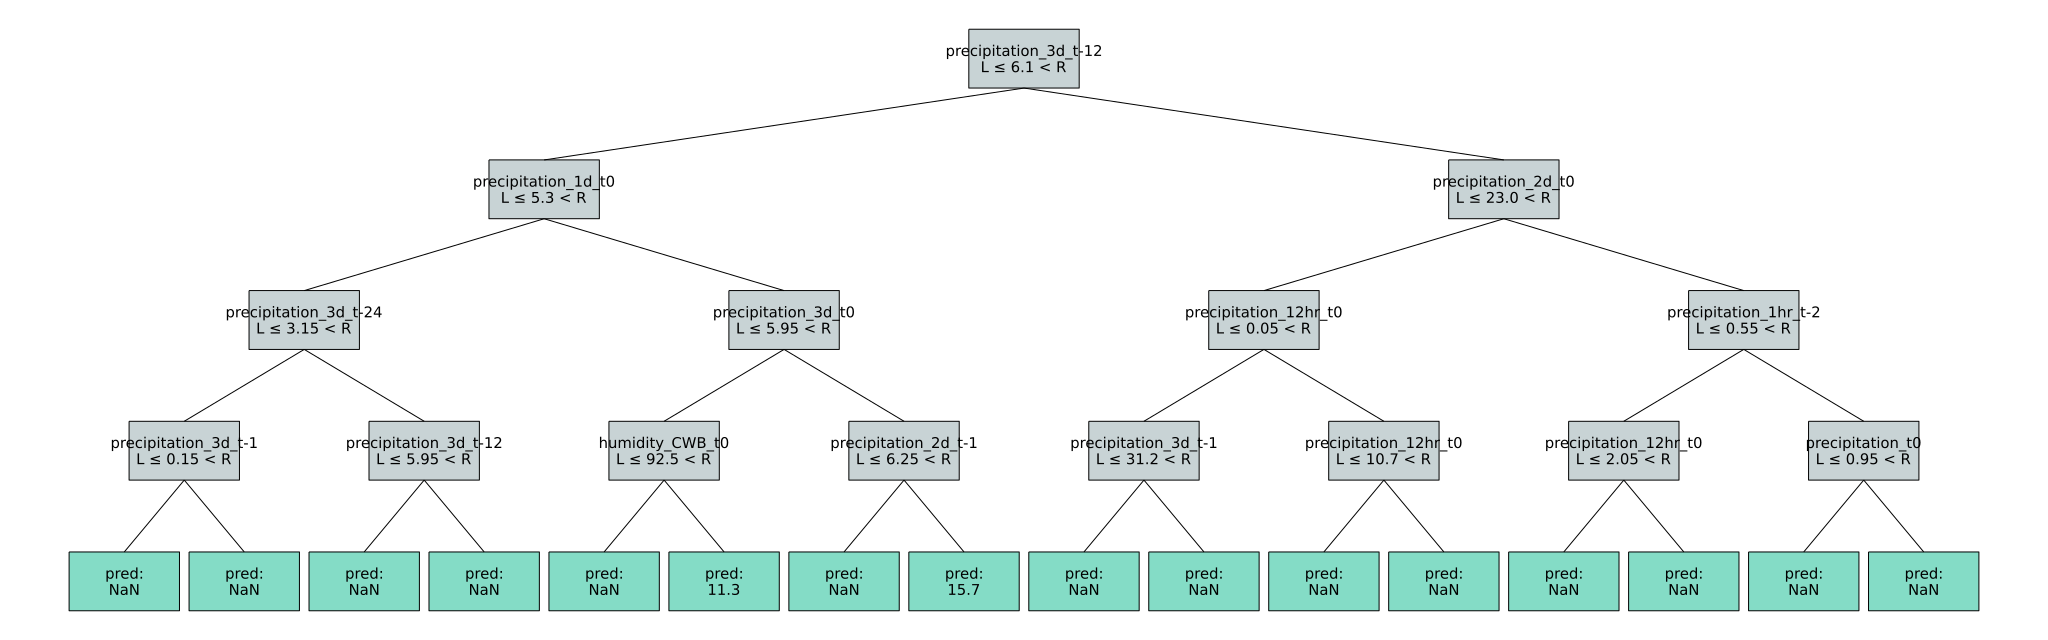 precipitation_3d_t-12
L ≤ 6.1 < R
precipitation_1d_t0
L ≤ 5.3 < R
precipitation_2d_t0
L ≤ 23.0 < R
precipitation_3d_t-24
L ≤ 3.15 < R
precipitation_3d_t0
L ≤ 5.95 < R
precipitation_12hr_t0
L ≤ 0.05 < R
precipitation_1hr_t-2
L ≤ 0.55 < R
precipitation_3d_t-1
L ≤ 0.15 < R
precipitation_3d_t-12
L ≤ 5.95 < R
humidity_CWB_t0
L ≤ 92.5 < R
precipitation_2d_t-1
L ≤ 6.25 < R
precipitation_3d_t-1
L ≤ 31.2 < R
precipitation_12hr_t0
L ≤ 10.7 < R
precipitation_12hr_t0
L ≤ 2.05 < R
precipitation_t0
L ≤ 0.95 < R
pred:
NaN
pred:
NaN
pred:
NaN
pred:
NaN
pred:
NaN
pred:
11.3
pred:
NaN
pred:
15.7
pred:
NaN
pred:
NaN
pred:
NaN
pred:
NaN
pred:
NaN
pred:
NaN
pred:
NaN
pred:
NaN